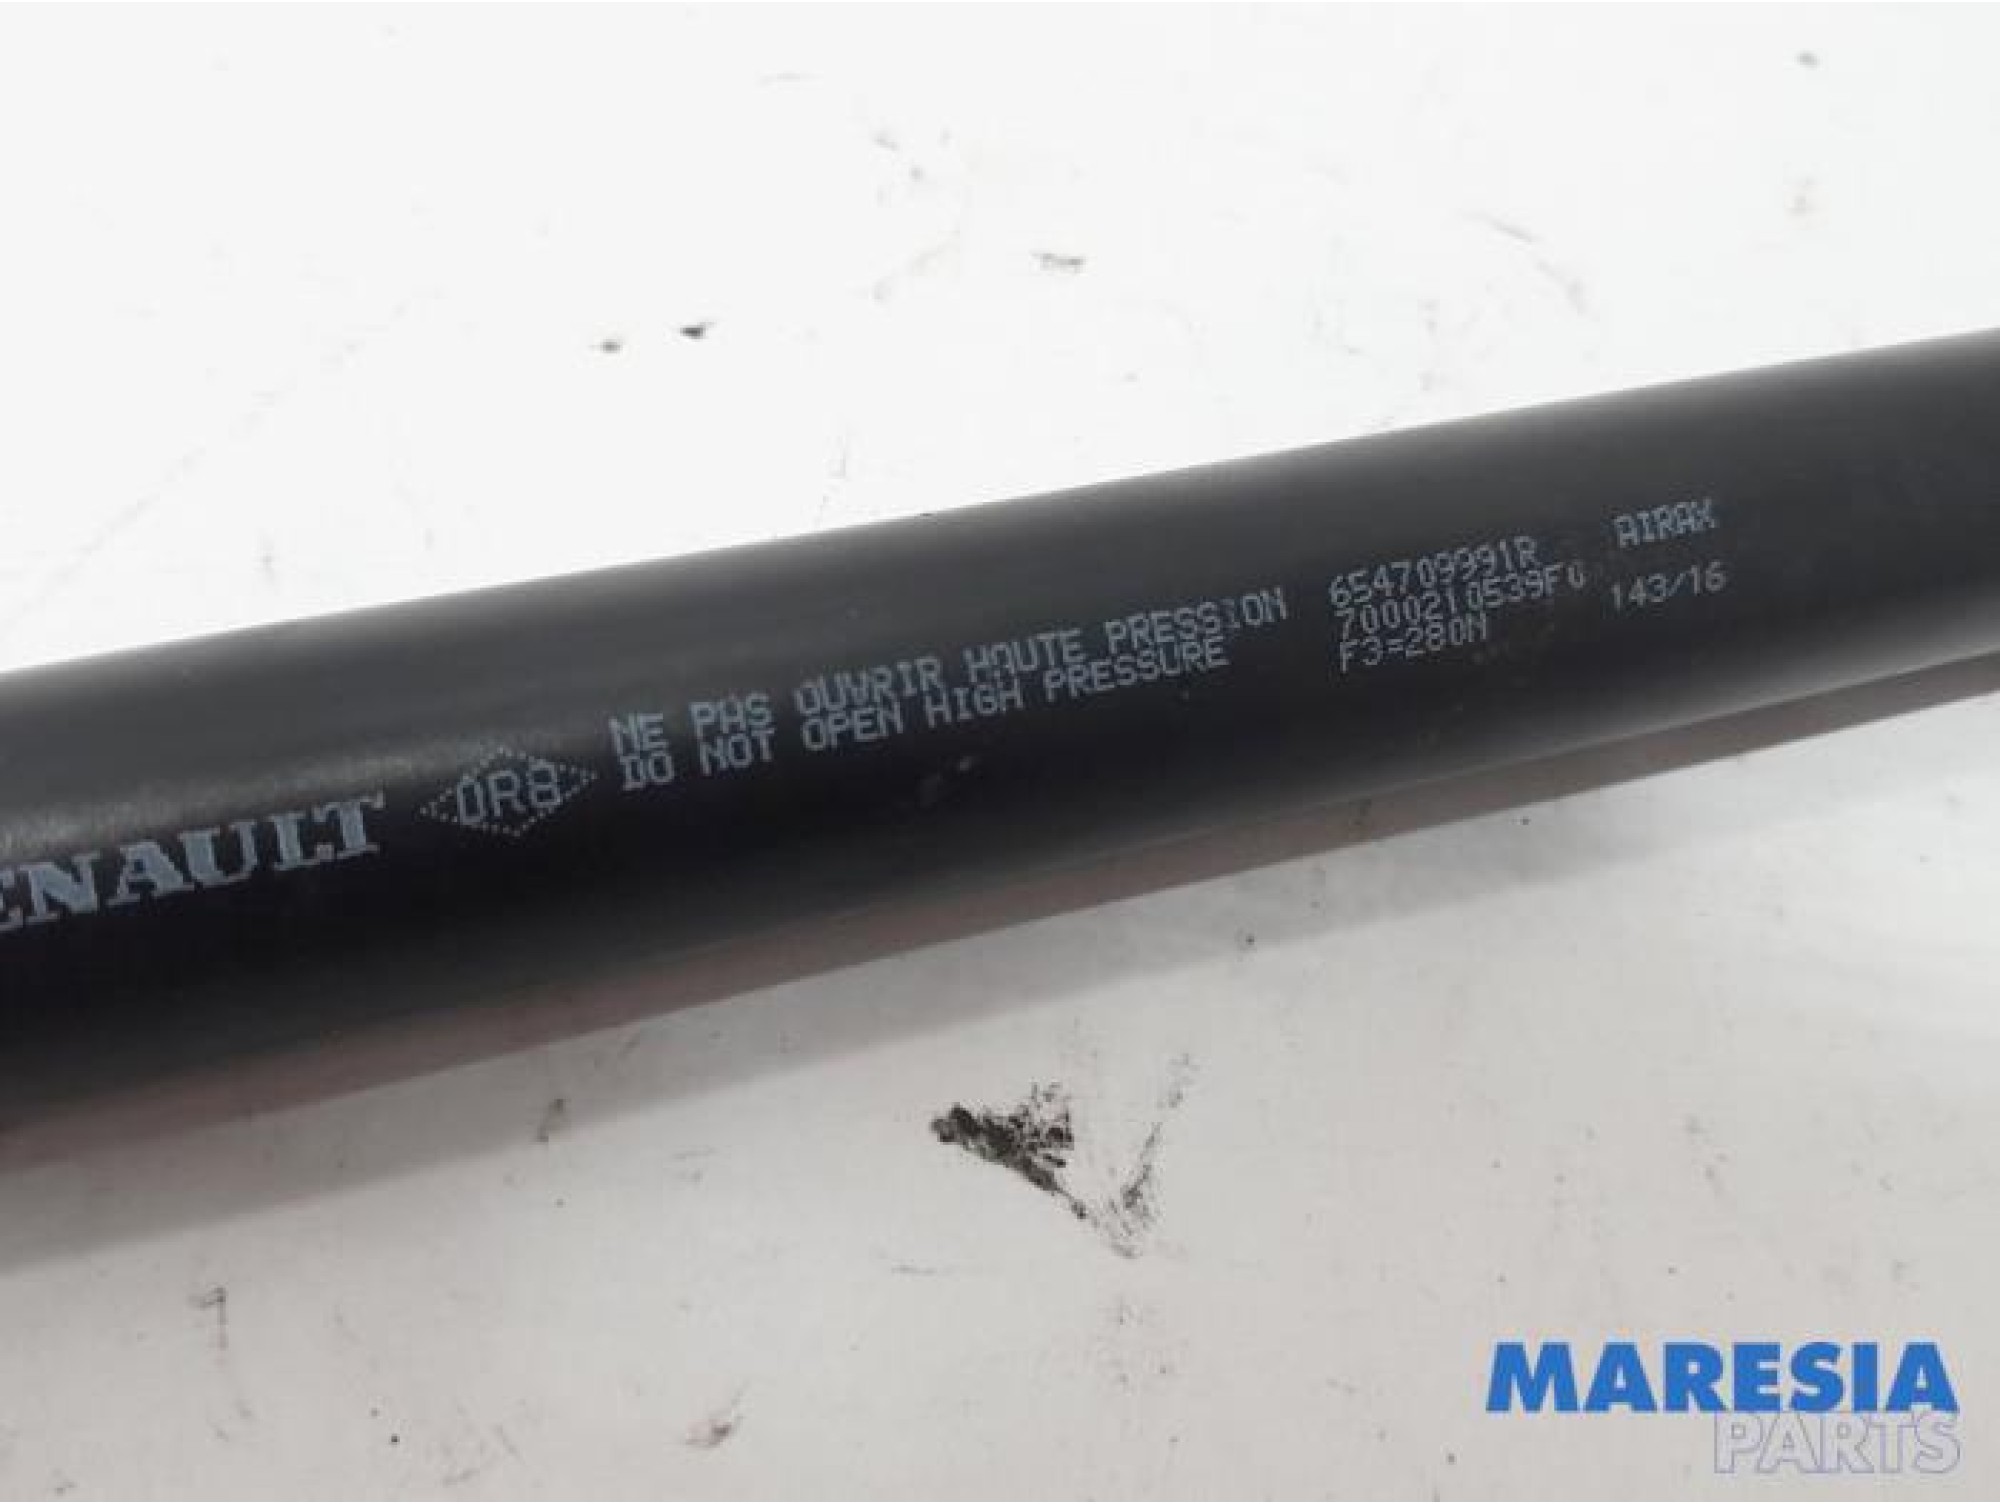 ENAULT
0R8
NE PAS OUVRIR HAUTE PRESSION
DO NOT OPEN HIGH PRESSURE
654709991R AIRAX
7000210539F0
F3=280N 143/16
MARESIA
PARTS